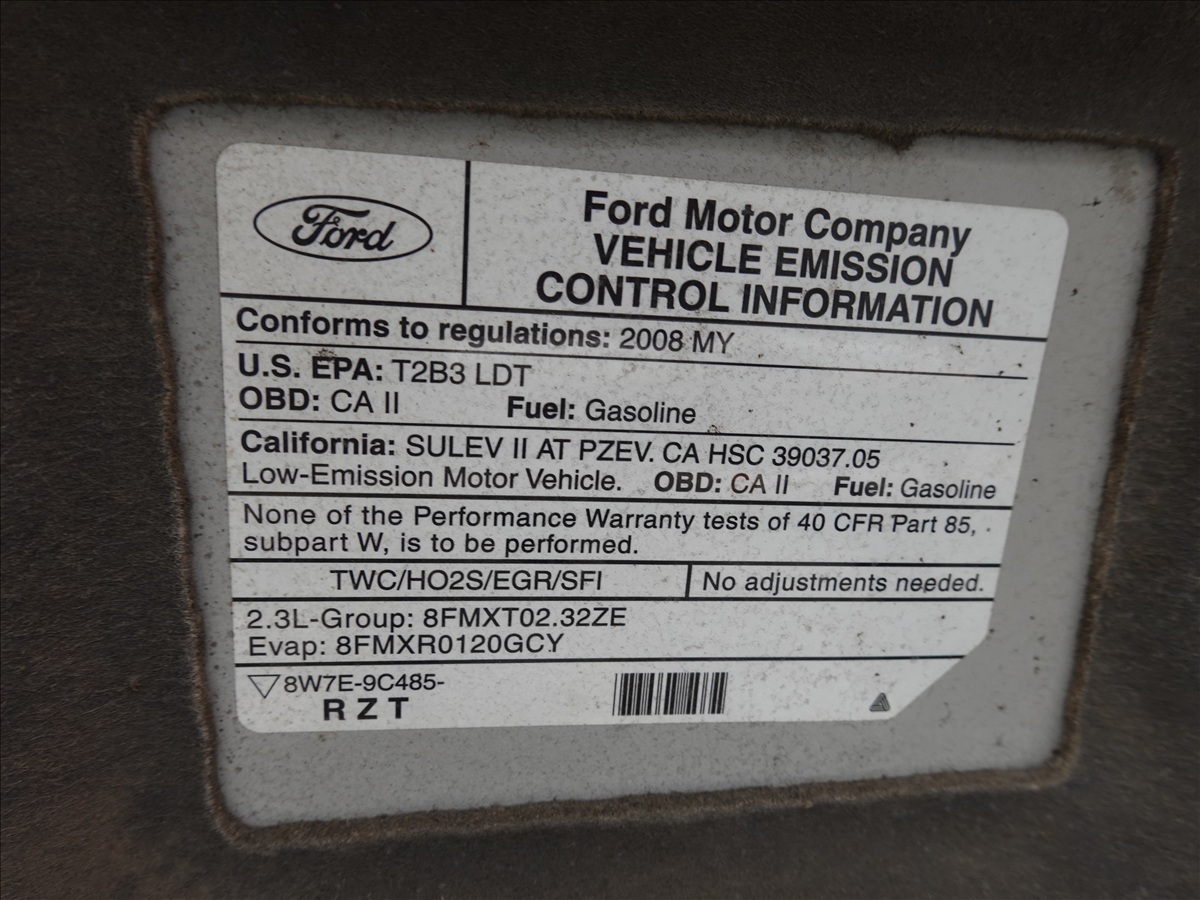 Ford
Ford Motor Company
VEHICLE EMISSION
CONTROL INFORMATION
Conforms to regulations: 2008 MY
U.S. EPA: T2B3 LDT
OBD: CA II Fuel: Gasoline
California: SULEV II AT PZEV. CA HSC 39037.05
Low-Emission Motor Vehicle. OBD: CA II Fuel: Gasoline
None of the Performance Warranty tests of 40 CFR Part 85,
subpart W, is to be performed.
TWC/HO2S/EGR/SFI No adjustments needed.
2.3L-Group: 8FMXT02.32ZE
Evap: 8FMXR0120GCY
8W7E-9C485-
R Z T